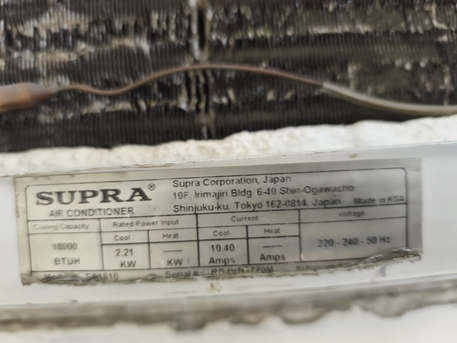 SUPRA®
AIR CONDITIONER
Supra Corporation, Japan
10F, Irimajiri Bldg. 6-40 Shin-Ogawacho
Shinjuku-ku, Tokyo 162-0814, Japan Made in KSA
Cooling Capacity Rated Power Input Current Voltage
Cool Heat Cool Heat
18000 2.21 10.40 — 220 - 240 - 50 Hz
BTUH KW KW Amps Amps
Serial #